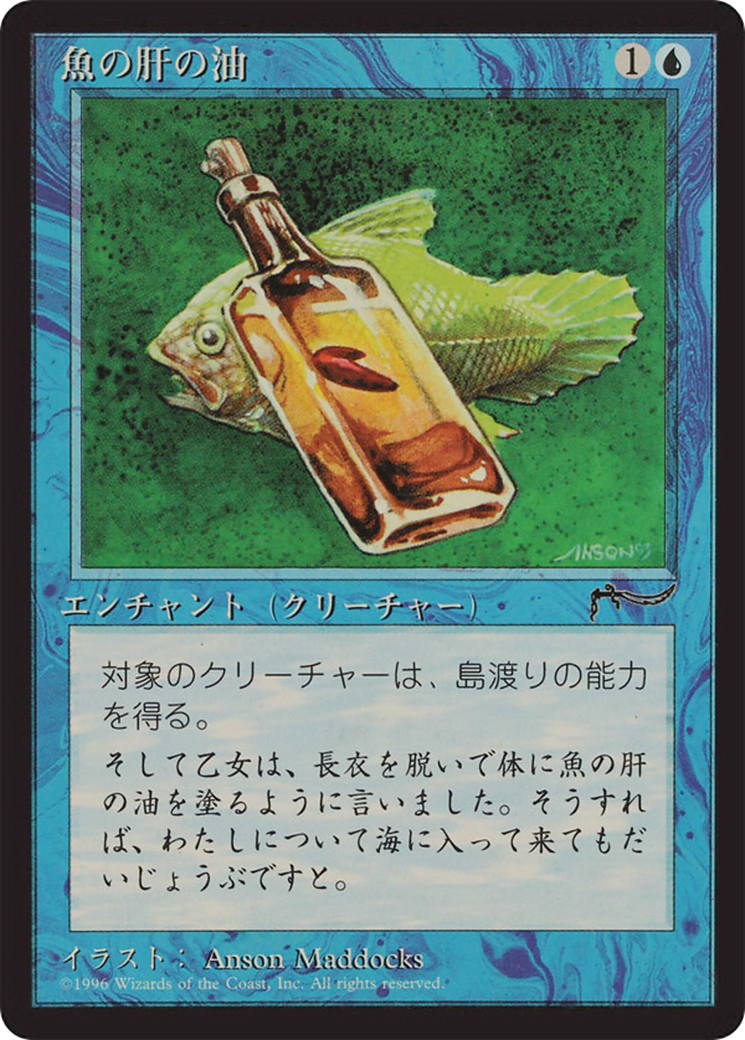 魚の肝の油
1
ANSON93
エンチャント (クリーチャー)
対象のクリーチャーは、島渡りの能力
を得る。
そして乙女は、長衣を脱いで体に魚の肝
の油を塗るように言いました。そうすれ
ば、わたしについて海に入って来てもだ
いじょうぶですと。
イラスト: Anson Maddocks
©1996 Wizards of the Coast, Inc. All rights reserved.